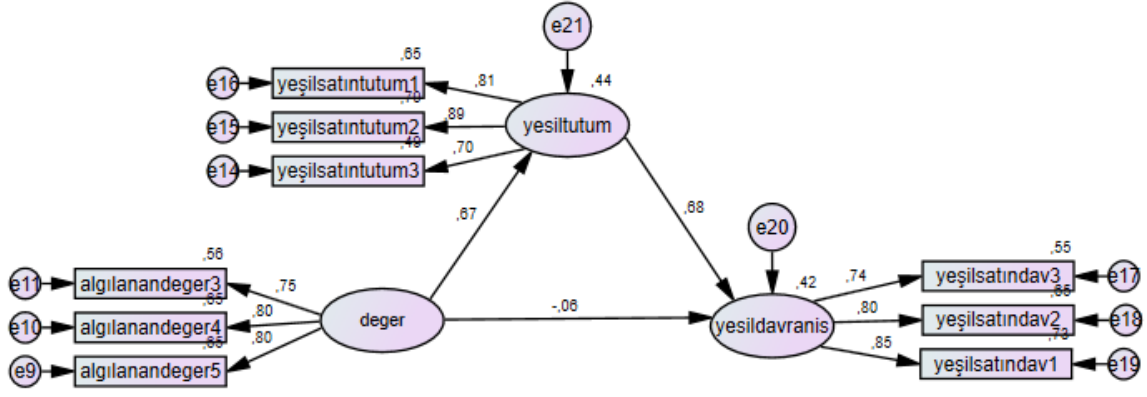 e21
,65
e16
yeşilsatıntutum1
,81
,44
,79
e15
yeşilsatıntutum2
,89
yesiltutum
,49
e14
yeşilsatıntutum3
,70
,67
,68
e20
,56
e11
algılanandeger3
,75
,65
e10
algılanandeger4
,80
deger
-,06
,65
e9
algılanandeger5
,80
,42
yesildavranis
,55
,74
yeşilsatındav3
e17
,65
,80
yeşilsatındav2
e18
,73
,85
yeşilsatındav1
e19